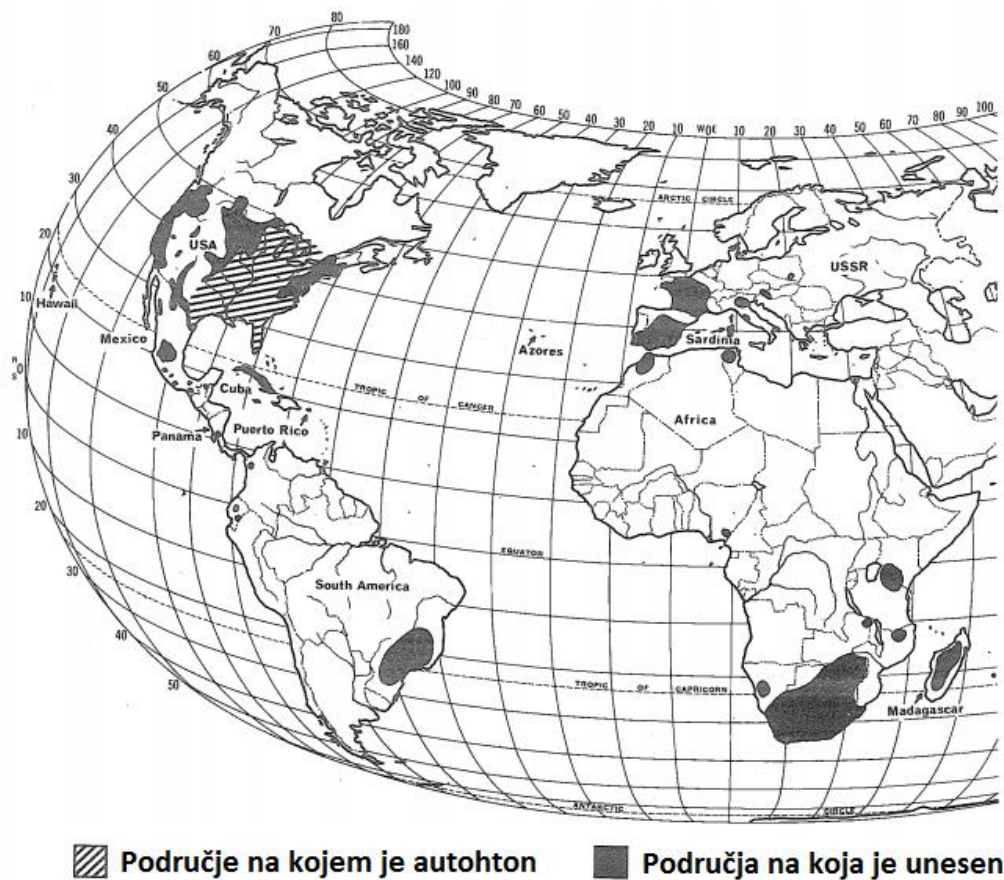 80
70
60
50
40
30
20
10
0
10
20
30
40
50
180
160
140
120
100
90
80
70
60
50
40
30
20
10
W0E
10
20
30
40
50
60
70
80
90
100
ARCTIC CIRCLE
USA
USSR
Hawaii
Mexico
Azores
Sardinia
Cuba
TROPIC OF CANCER
Africa
Panama
Puerto Rico
EQUATOR
South America
TROPIC OF CAPRICORN
Madagascar
ANTARCTIC CIRCLE
Područje na kojem je autohton
Područja na koja je unesen